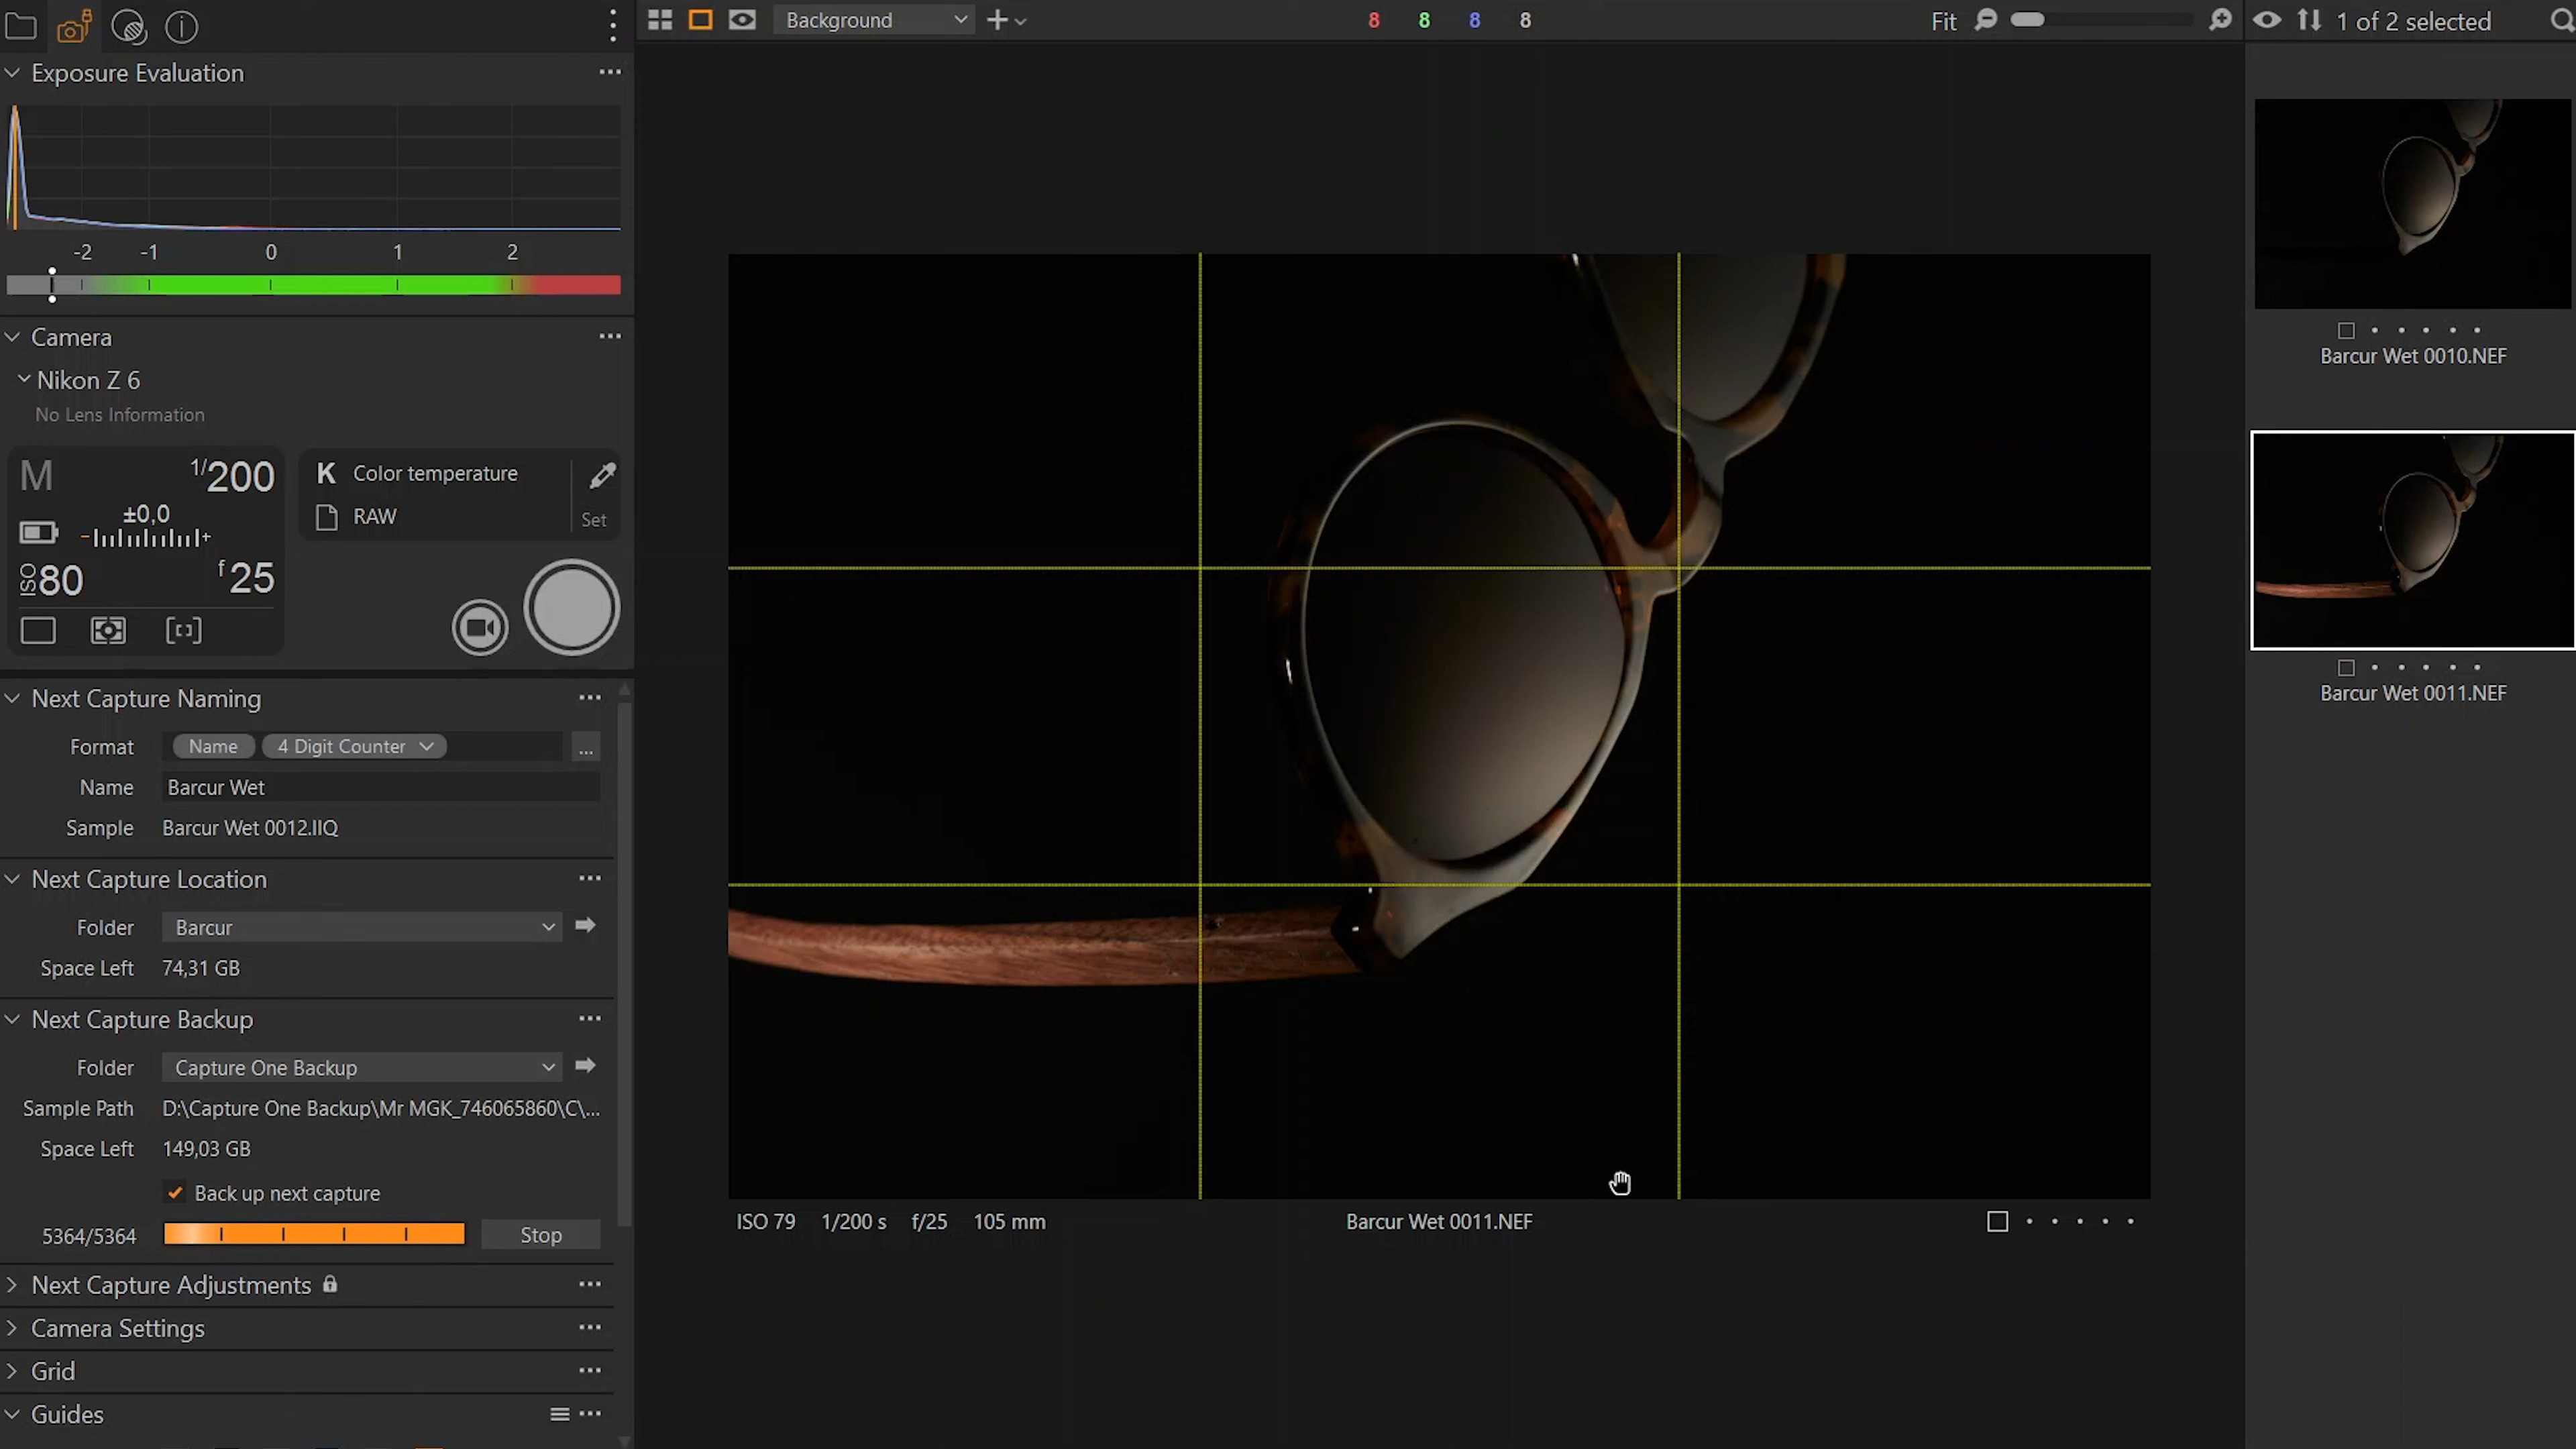 Background
8 8 8 8
Fit
1 of 2 selected
Exposure Evaluation
-2 -1 0 1 2
Camera
Nikon Z 6
No Lens Information
M 1/200
±0,0
- +
ISO 80 f 25
K Color temperature
RAW
Set
Next Capture Naming
Format Name 4 Digit Counter ...
Name Barcur Wet
Sample Barcur Wet 0012.IIQ
Next Capture Location
Folder Barcur
Space Left 74,31 GB
Next Capture Backup
Folder Capture One Backup
Sample Path D:\Capture One Backup\Mr MGK_746065860\C\...
Space Left 149,03 GB
Back up next capture
5364/5364 Stop
Next Capture Adjustments
Camera Settings
Grid
Guides
ISO 79 1/200 s f/25 105 mm
Barcur Wet 0011.NEF
Barcur Wet 0010.NEF
Barcur Wet 0011.NEF